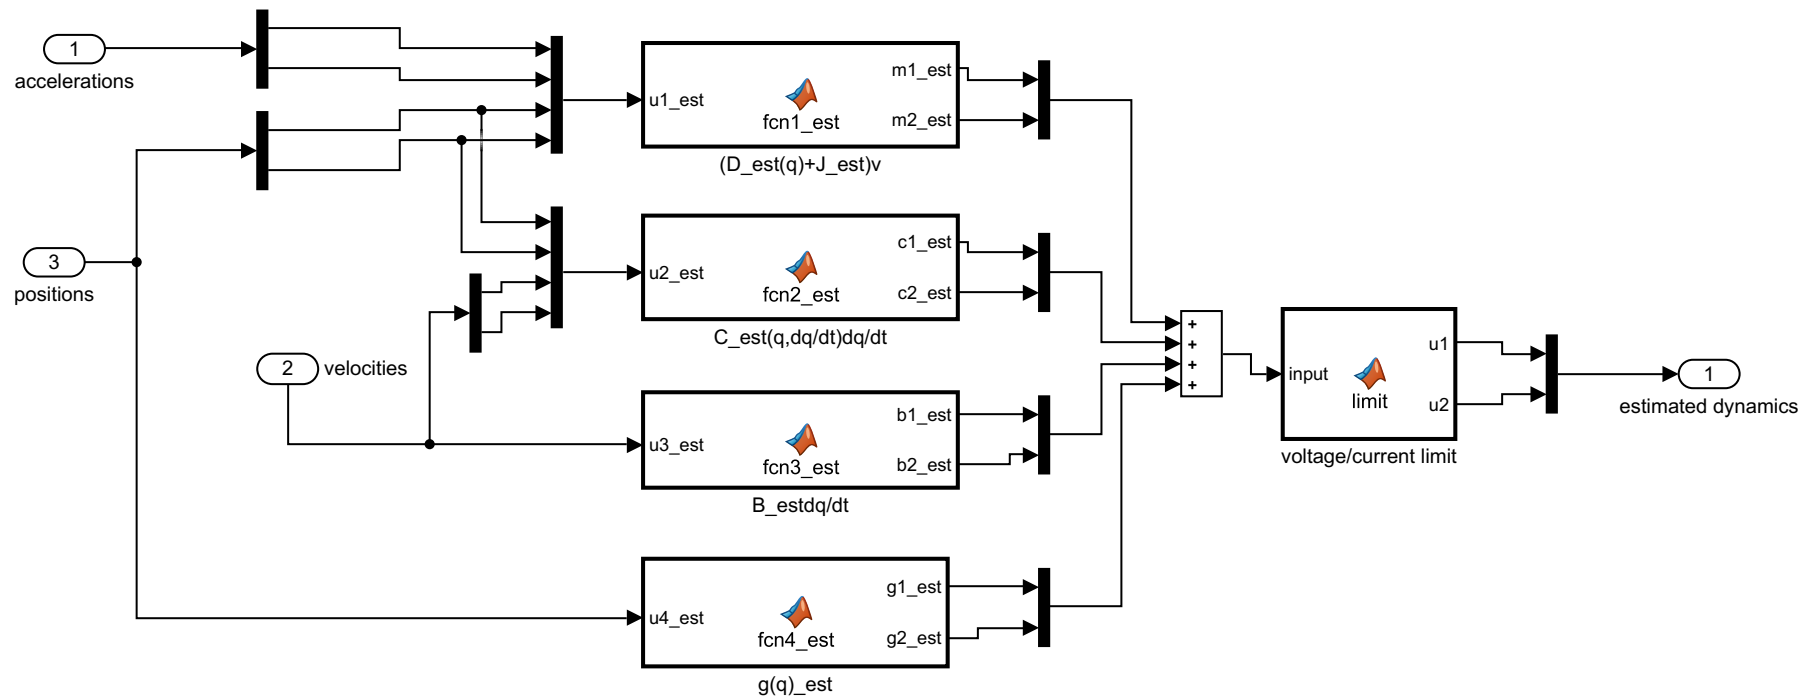 1
accelerations
3
positions
2
velocities
u1_est
fcn1_est
m1_est
m2_est
(D_est(q)+J_est)v
u2_est
fcn2_est
c1_est
c2_est
C_est(q,dq/dt)dq/dt
u3_est
fcn3_est
b1_est
b2_est
B_estdq/dt
u4_est
fcn4_est
g1_est
g2_est
g(q)_est
+
+
+
+
input
limit
u1
u2
voltage/current limit
1
estimated dynamics